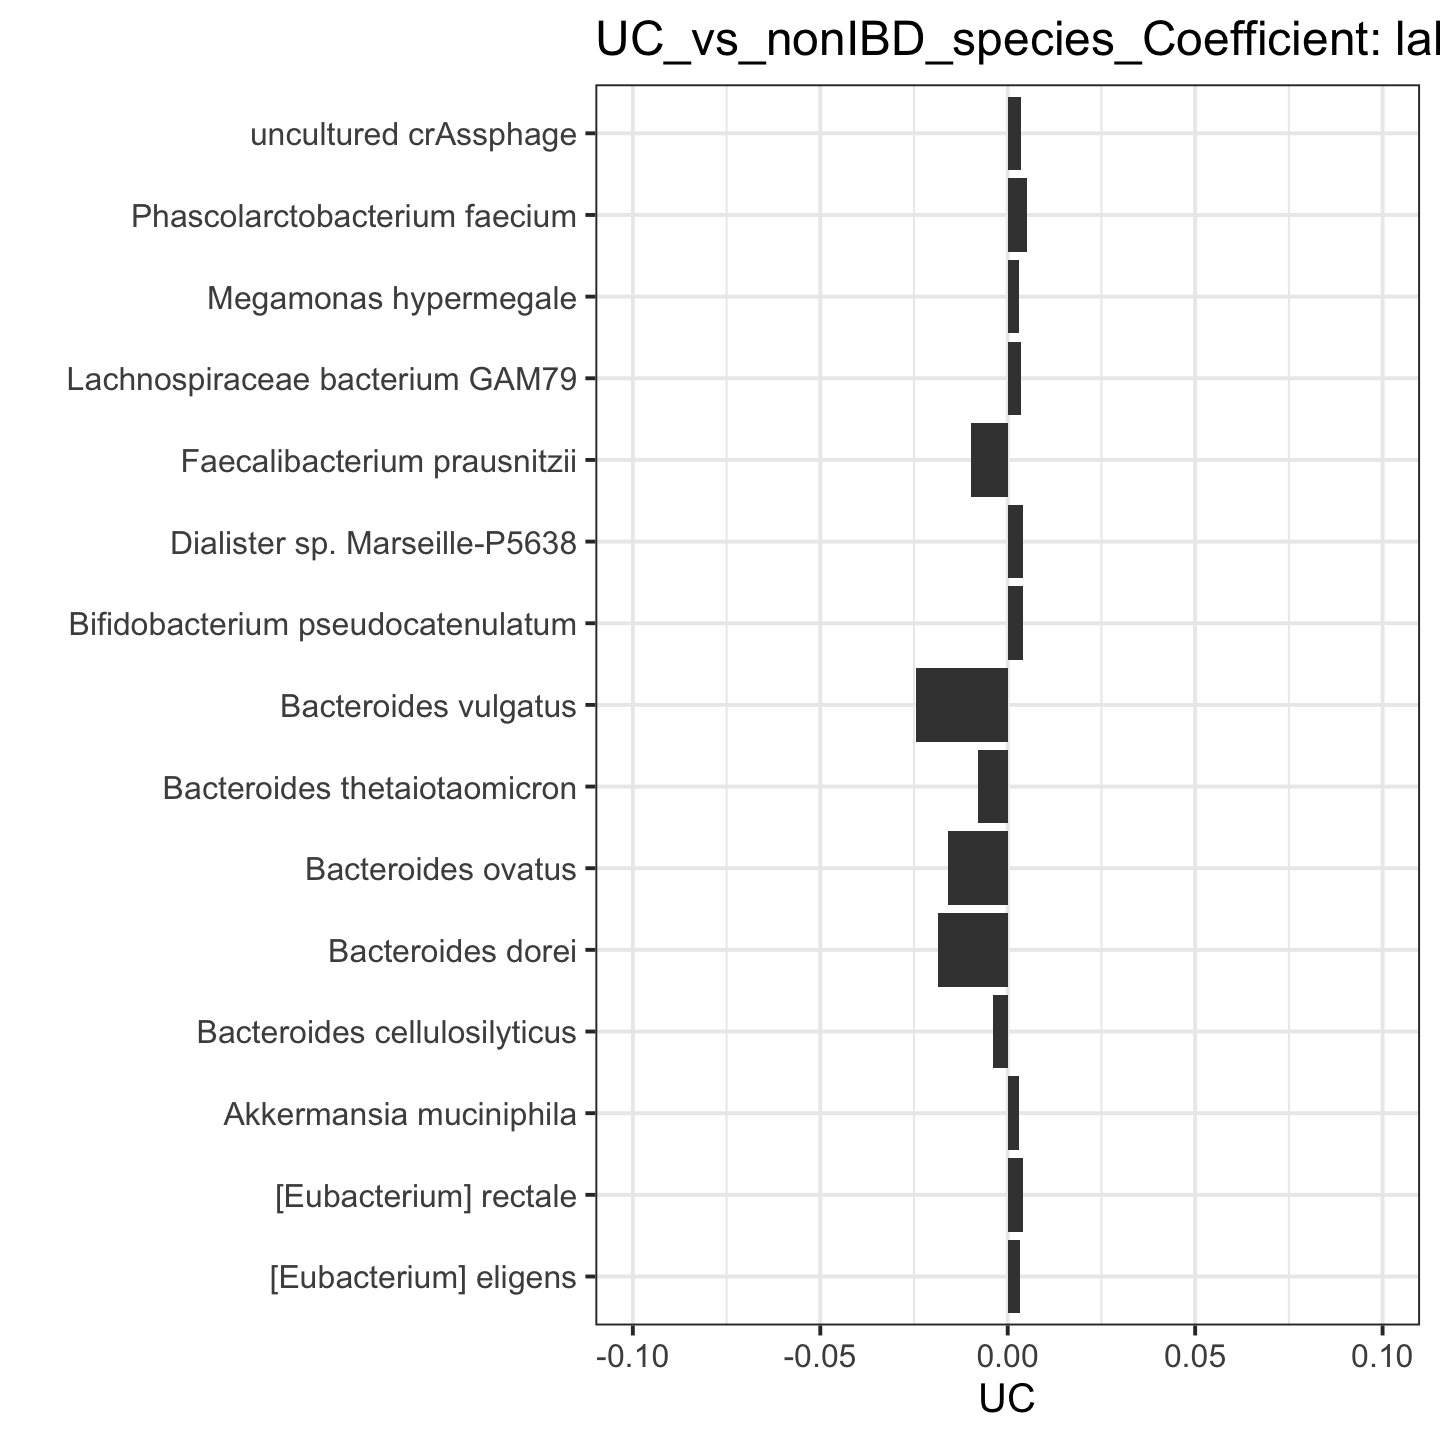 UC_vs_nonIBD_species_Coefficient:
uncultured crAssphage
Phascolarctobacterium faecium
Megamonas hypermegale
Lachnospiraceae bacterium GAM79
Faecalibacterium prausnitzii
Dialister sp. Marseille-P5638
Bifidobacterium pseudocatenulatum
Bacteroides vulgatus
Bacteroides thetaiotaomicron
Bacteroides ovatus
Bacteroides dorei
Bacteroides cellulosilyticus
Akkermansia muciniphila
[Eubacterium] rectale
[Eubacterium] eligens
-0.10 -0.05 0.00 0.05 0.10
UC